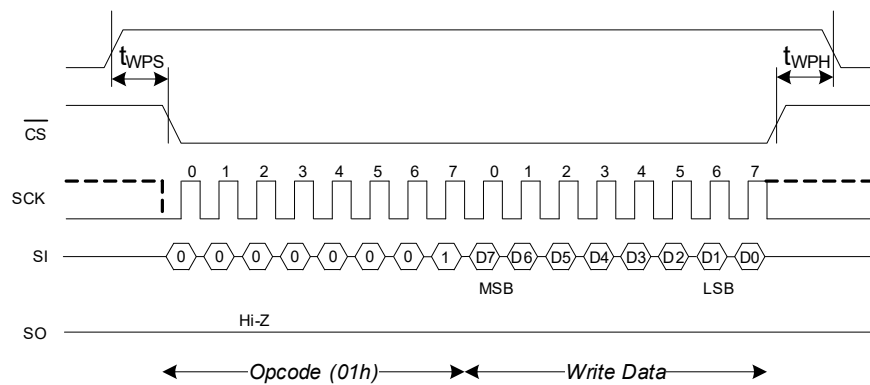 tWPS tWPH
CS
0 1 2 3 4 5 6 7 0 1 2 3 4 5 6 7
SCK
SI 0 0 0 0 0 0 0 1 D7 D6 D5 D4 D3 D2 D1 D0
MSB LSB
Hi-Z
SO
Opcode (01h) Write Data